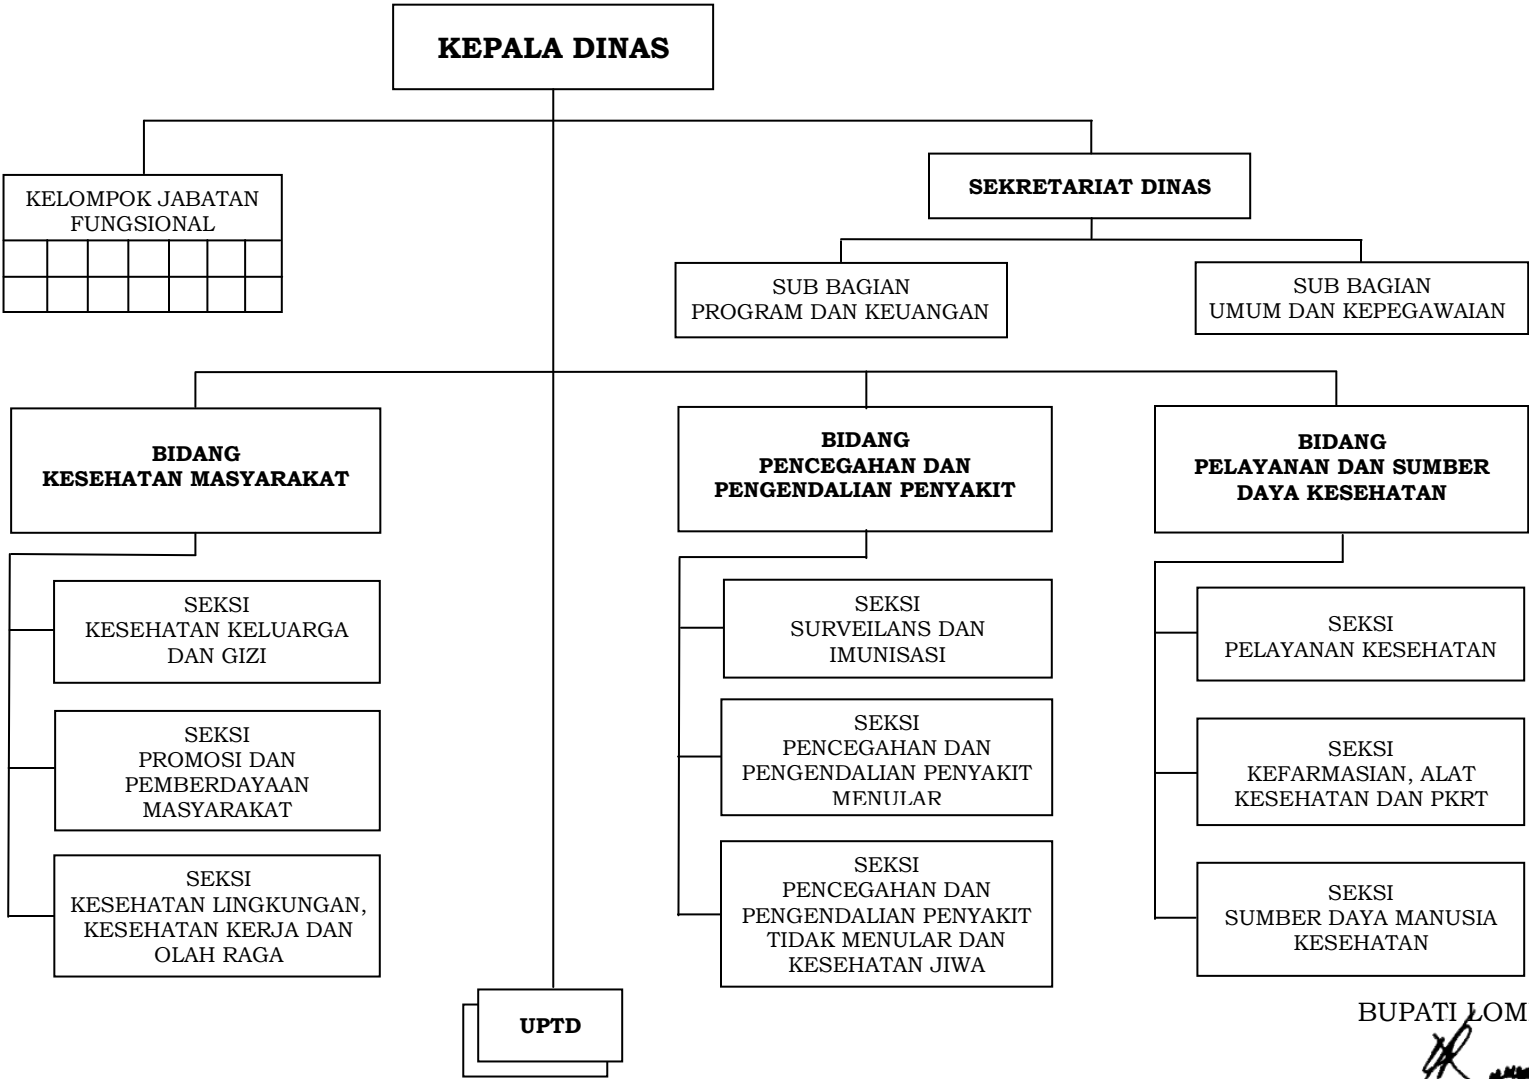 KEPALA DINAS
KELOMPOK JABATAN
FUNGSIONAL
SEKRETARIAT DINAS
SUB BAGIAN
PROGRAM DAN KEUANGAN
SUB BAGIAN
UMUM DAN KEPEGAWAIAN
BIDANG
KESEHATAN MASYARAKAT
BIDANG
PENCEGAHAN DAN
PENGENDALIAN PENYAKIT
BIDANG
PELAYANAN DAN SUMBER
DAYA KESEHATAN
SEKSI
KESEHATAN KELUARGA
DAN GIZI
SEKSI
PROMOSI DAN
PEMBERDAYAAN
MASYARAKAT
SEKSI
KESEHATAN LINGKUNGAN,
KESEHATAN KERJA DAN
OLAH RAGA
SEKSI
SURVEILANS DAN
IMUNISASI
SEKSI
PENCEGAHAN DAN
PENGENDALIAN PENYAKIT
MENULAR
SEKSI
PENCEGAHAN DAN
PENGENDALIAN PENYAKIT
TIDAK MENULAR DAN
KESEHATAN JIWA
SEKSI
PELAYANAN KESEHATAN
SEKSI
KEFARMASIAN, ALAT
KESEHATAN DAN PKRT
SEKSI
SUMBER DAYA MANUSIA
KESEHATAN
UPTD
BUPATI LOM